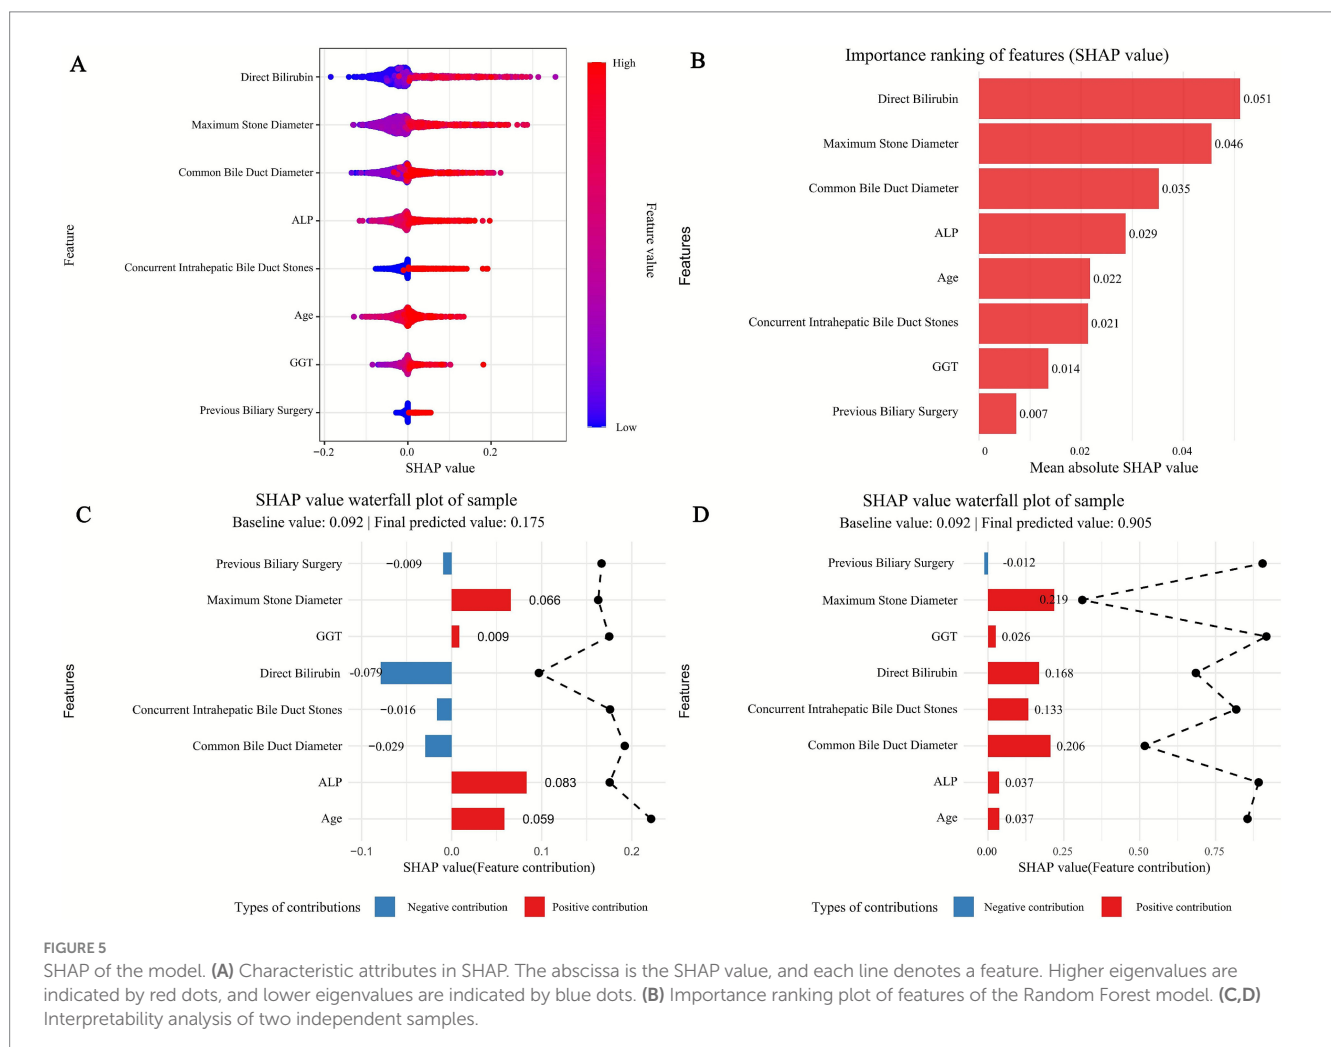 A
Direct Bilirubin
Maximum Stone Diameter
Common Bile Duct Diameter
ALP
Concurrent Intrahepatic Bile Duct Stones
Age
GGT
Previous Biliary Surgery
Feature
−0.2
0.0
0.2
SHAP value
High
Low
Feature value
B
Importance ranking of features (SHAP value)
Direct Bilirubin
0.051
Maximum Stone Diameter
0.046
Common Bile Duct Diameter
0.035
ALP
0.029
Age
0.022
Concurrent Intrahepatic Bile Duct Stones
0.021
GGT
0.014
Previous Biliary Surgery
0.007
Features
0
0.02
0.04
Mean absolute SHAP value
C
SHAP value waterfall plot of sample
Baseline value: 0.092 | Final predicted value: 0.175
Previous Biliary Surgery
−0.009
Maximum Stone Diameter
0.066
GGT
0.009
Direct Bilirubin
−0.079
Concurrent Intrahepatic Bile Duct Stones
−0.016
Common Bile Duct Diameter
−0.029
ALP
0.083
Age
0.059
Features
−0.1
0.0
0.1
0.2
SHAP value(Feature contribution)
Types of contributions
Negative contribution
Positive contribution
D
SHAP value waterfall plot of sample
Baseline value: 0.092 | Final predicted value: 0.905
Previous Biliary Surgery
-0.012
Maximum Stone Diameter
0.219
GGT
0.026
Direct Bilirubin
0.168
Concurrent Intrahepatic Bile Duct Stones
0.133
Common Bile Duct Diameter
0.206
ALP
0.037
Age
0.037
Features
0.00
0.25
0.50
0.75
SHAP value(Feature contribution)
Types of contributions
Negative contribution
Positive contribution
FIGURE 5
SHAP of the model. (A) Characteristic attributes in SHAP. The abscissa is the SHAP value, and each line denotes a feature. Higher eigenvalues are
indicated by red dots, and lower eigenvalues are indicated by blue dots. (B) Importance ranking plot of features of the Random Forest model. (C,D)
Interpretability analysis of two independent samples.